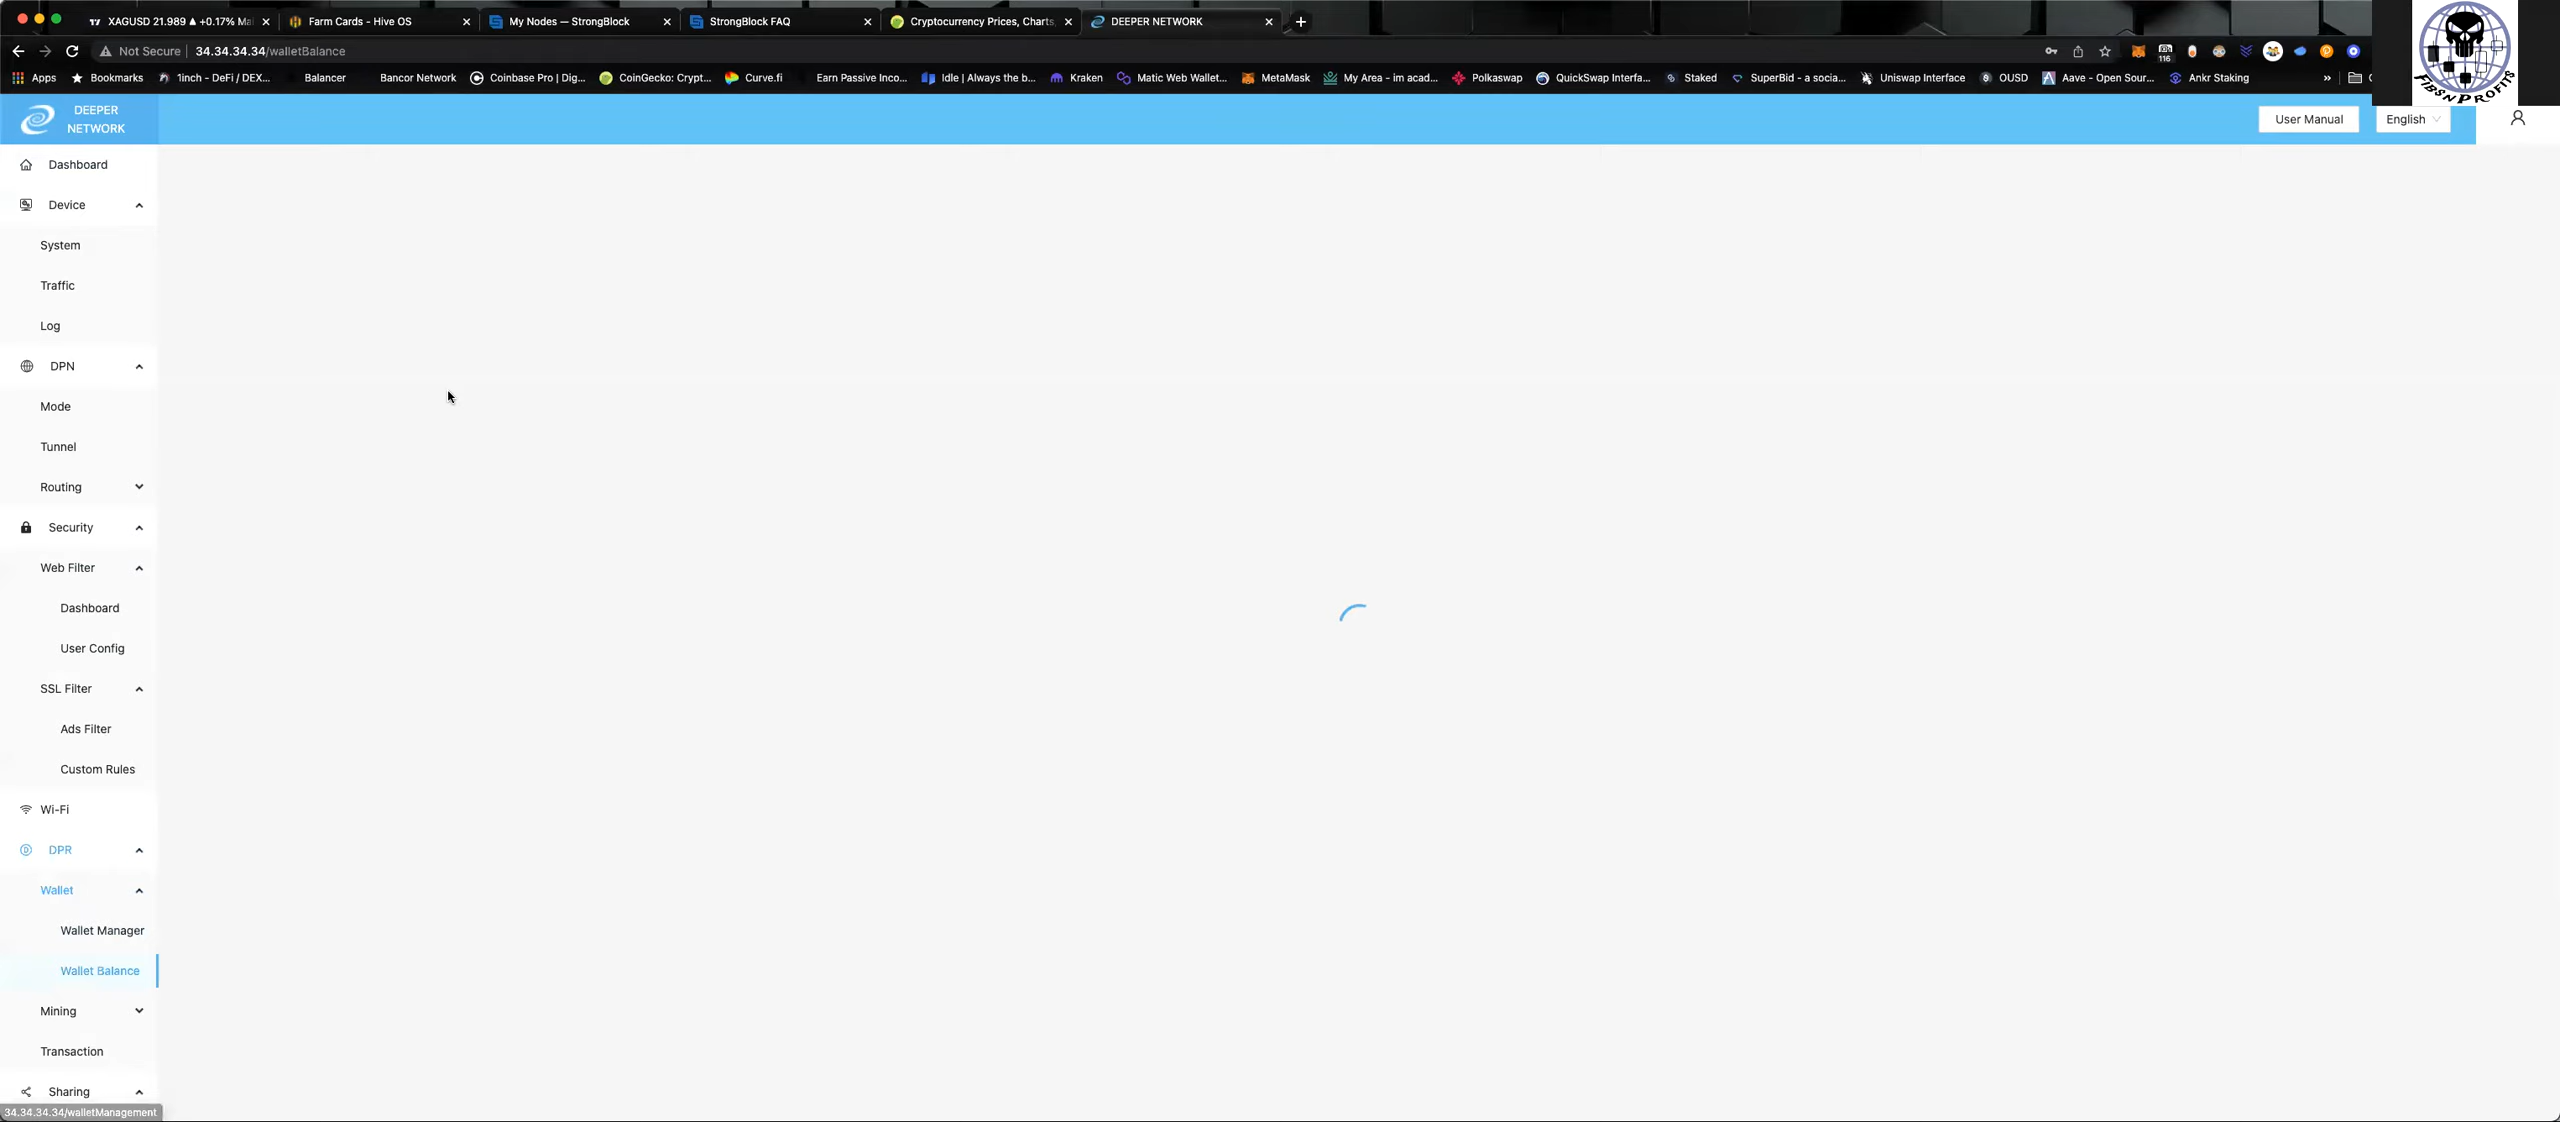 XAGUSD 21.989 ▲ +0.17% Ma
Farm Cards - Hive OS
My Nodes — StrongBlock
StrongBlock FAQ
Cryptocurrency Prices, Charts,
DEEPER NETWORK
Not Secure
34.34.34.34/walletBalance
116
Apps
Bookmarks
1inch - DeFi / DEX...
Balancer
Bancor Network
Coinbase Pro | Dig...
CoinGecko: Crypt...
Curve.fi
Earn Passive Inco...
Idle | Always the b...
Kraken
Matic Web Wallet...
MetaMask
My Area - im acad...
Polkaswap
QuickSwap Interfa...
Staked
SuperBid - a socia...
Uniswap Interface
OUSD
Aave - Open Sour...
Ankr Staking
»
FIBSNPROFITS
DEEPER
NETWORK
User Manual
English
Dashboard
Device
System
Traffic
Log
DPN
Mode
Tunnel
Routing
Security
Web Filter
Dashboard
User Config
SSL Filter
Ads Filter
Custom Rules
Wi-Fi
DPR
Wallet
Wallet Manager
Wallet Balance
Mining
Transaction
Sharing
34.34.34.34/walletManagement